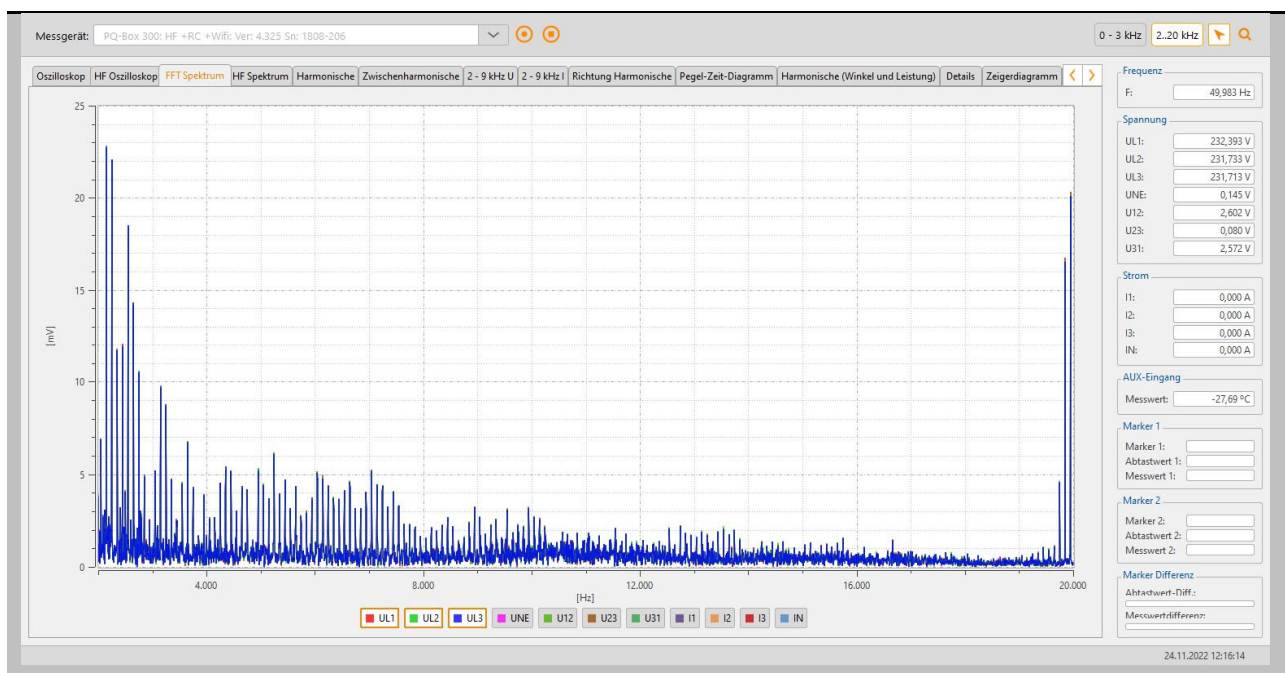 Messgerät: PQ-Box 300: HF +RC +Wifi: Ver: 4.325 Sn: 1808-206 0 - 3 kHz 2..20 kHz
Oszilloskop HF Oszilloskop FFT Spektrum HF Spektrum Harmonische Zwischenharmonische 2 - 9 kHz U 2 - 9 kHz I Richtung Harmonische Pegel-Zeit-Diagramm Harmonische (Winkel und Leistung) Details Zeigerdiagramm
25
20
15
[mV]
10
5
0
4.000 8.000 12.000 16.000 20.000
[Hz]
UL1 UL2 UL3 UNE U12 U23 U31 I1 I2 I3 IN
Frequenz
F: 49,983 Hz
Spannung
UL1: 232,393 V
UL2: 231,733 V
UL3: 231,713 V
UNE: 0,145 V
U12: 2,602 V
U23: 0,080 V
U31: 2,572 V
Strom
I1: 0,000 A
I2: 0,000 A
I3: 0,000 A
IN: 0,000 A
AUX-Eingang
Messwert: -27,69 °C
Marker 1
Marker 1:
Abtastwert 1:
Messwert 1:
Marker 2
Marker 2:
Abtastwert 2:
Messwert 2:
Marker Differenz
Abtastwert-Diff.:
Messwertdifferenz:
24.11.2022 12:16:14